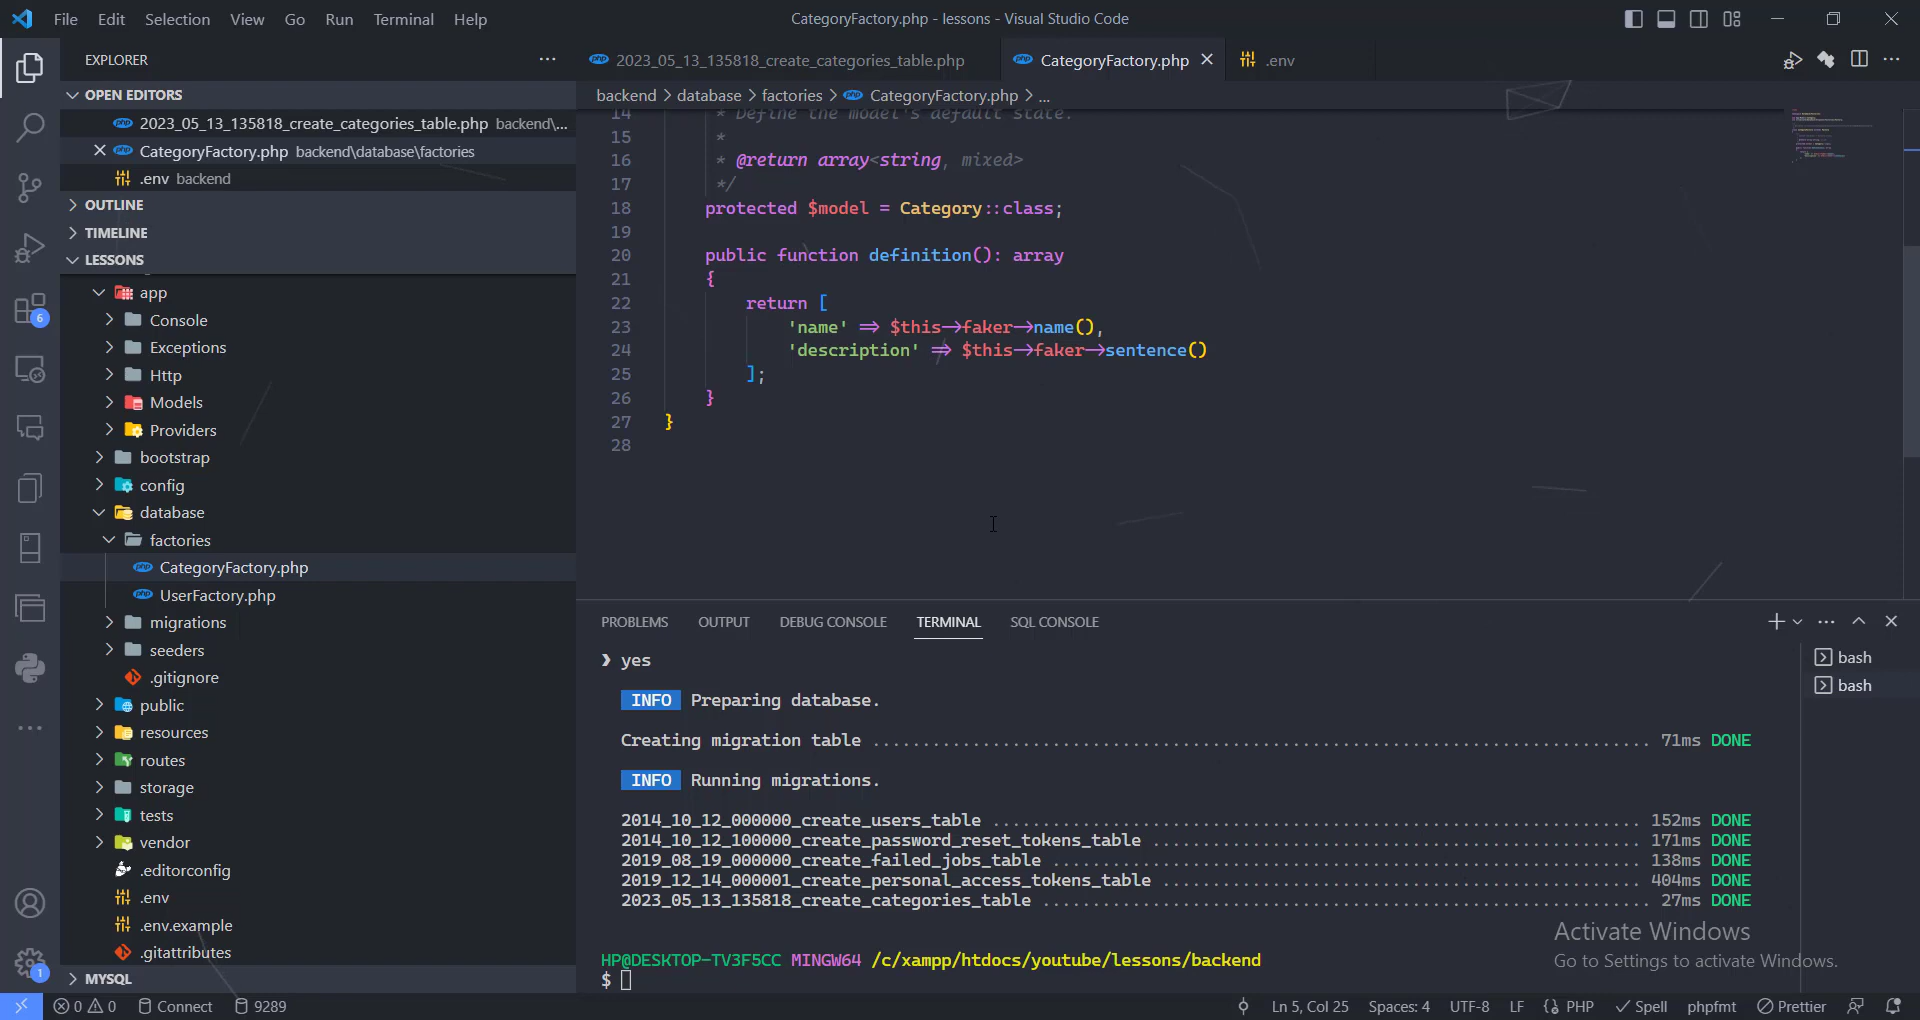 File Edit Selection View Go Run Terminal Help
CategoryFactory.php - lessons - Visual Studio Code
EXPLORER
2023_05_13_135818_create_categories_table.php
CategoryFactory.php
.env
OPEN EDITORS
2023_05_13_135818_create_categories_table.php backend\...
CategoryFactory.php backend\database\factories
.env backend
OUTLINE
TIMELINE
LESSONS
app
Console
Exceptions
Http
Models
Providers
bootstrap
config
database
factories
CategoryFactory.php
UserFactory.php
migrations
seeders
.gitignore
public
resources
routes
storage
tests
vendor
.editorconfig
.env
.env.example
.gitattributes
MYSQL
backend > database > factories > CategoryFactory.php > ...
14 * Define the model's default state.
15 *
16 * @return array<string, mixed>
17 */
18 protected $model = Category::class;
19
20 public function definition(): array
21 {
22 return [
23 'name' => $this->faker->name(),
24 'description' => $this->faker->sentence()
25 ];
26 }
27 }
28
PROBLEMS OUTPUT DEBUG CONSOLE TERMINAL SQL CONSOLE
❯ yes
INFO Preparing database.
Creating migration table .............................................................................. 71ms DONE
INFO Running migrations.
2014_10_12_000000_create_users_table ................................................................. 152ms DONE
2014_10_12_100000_create_password_reset_tokens_table ................................................. 171ms DONE
2019_08_19_000000_create_failed_jobs_table ........................................................... 138ms DONE
2019_12_14_000001_create_personal_access_tokens_table ................................................ 404ms DONE
2023_05_13_135818_create_categories_table ............................................................. 27ms DONE
HP@DESKTOP-TV3F5CC MINGW64 /c/xampp/htdocs/youtube/lessons/backend
$
bash
bash
Activate Windows
Go to Settings to activate Windows.
6
1
0 0 Connect 9289
Ln 5, Col 25 Spaces: 4 UTF-8 LF {} PHP Spell phpfmt Prettier